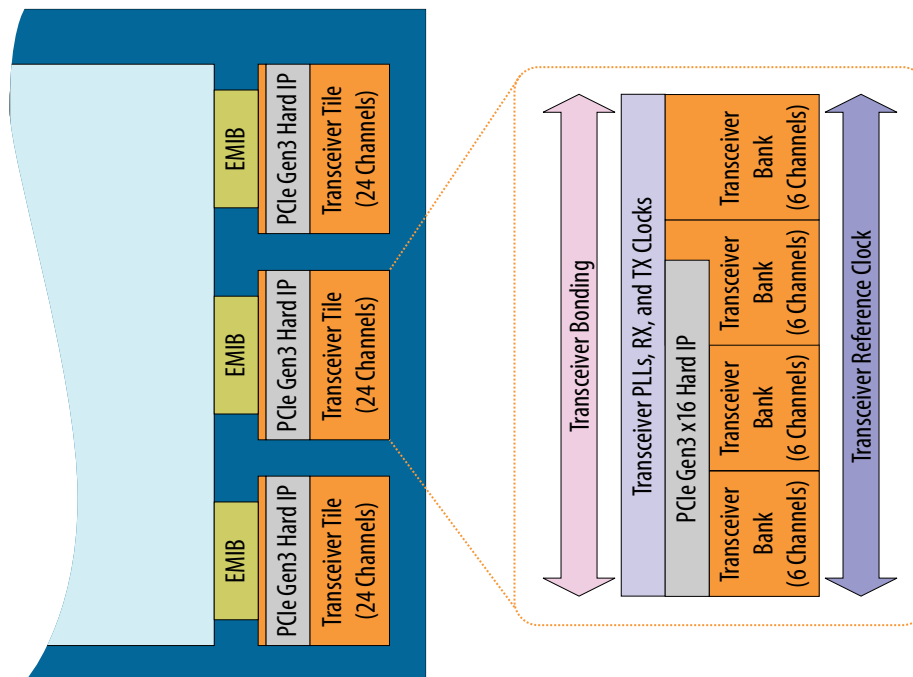 EMIB
PCIe Gen3 Hard IP
Transceiver Tile
(24 Channels)
EMIB
PCIe Gen3 Hard IP
Transceiver Tile
(24 Channels)
EMIB
PCIe Gen3 Hard IP
Transceiver Tile
(24 Channels)
Transceiver Bonding
Transceiver PLLs, RX, and TX CLocks
PCIe Gen3 x16 Hard IP
Transceiver
Bank
(6 Channels)
Transceiver
Bank
(6 Channels)
Transceiver
Bank
(6 Channels)
Transceiver
Bank
(6 Channels)
Transceiver Reference Clock